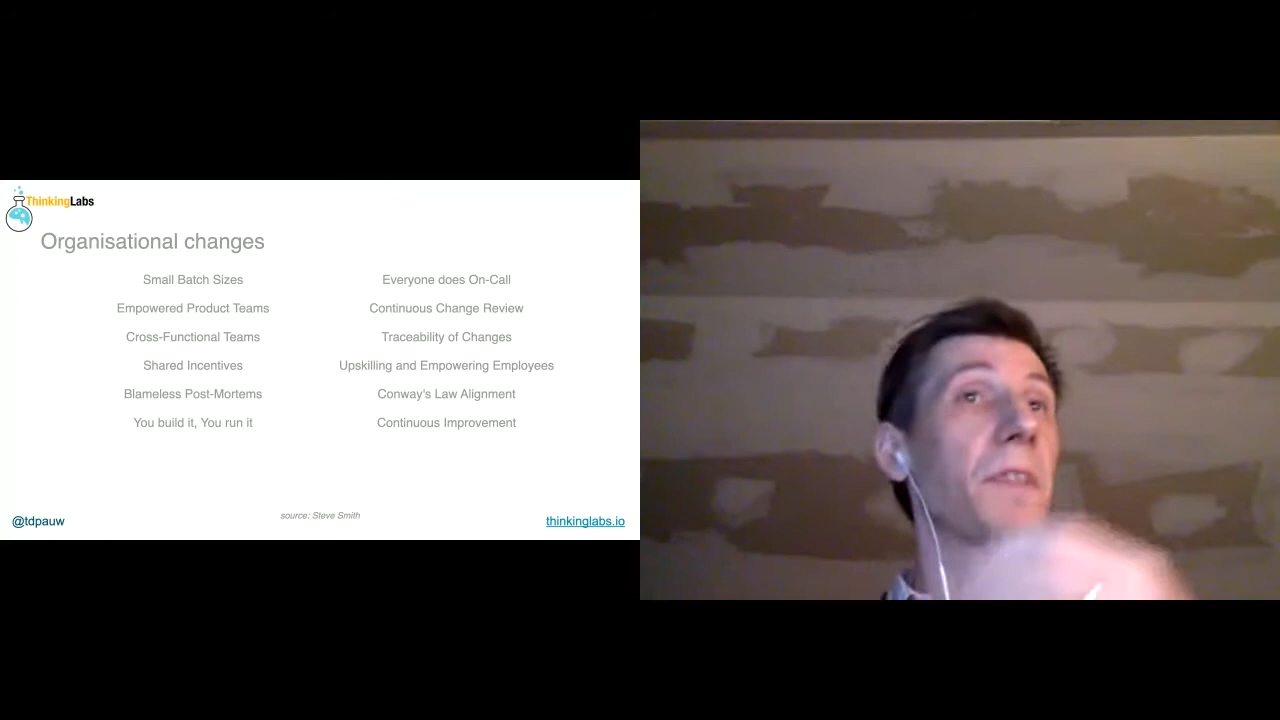 ThinkingLabs
Organisational changes
Small Batch Sizes
Empowered Product Teams
Cross-Functional Teams
Shared Incentives
Blameless Post-Mortems
You build it, You run it
Everyone does On-Call
Continuous Change Review
Traceability of Changes
Upskilling and Empowering Employees
Conway's Law Alignment
Continuous Improvement
source: Steve Smith
@tdpauw
thinkinglabs.io